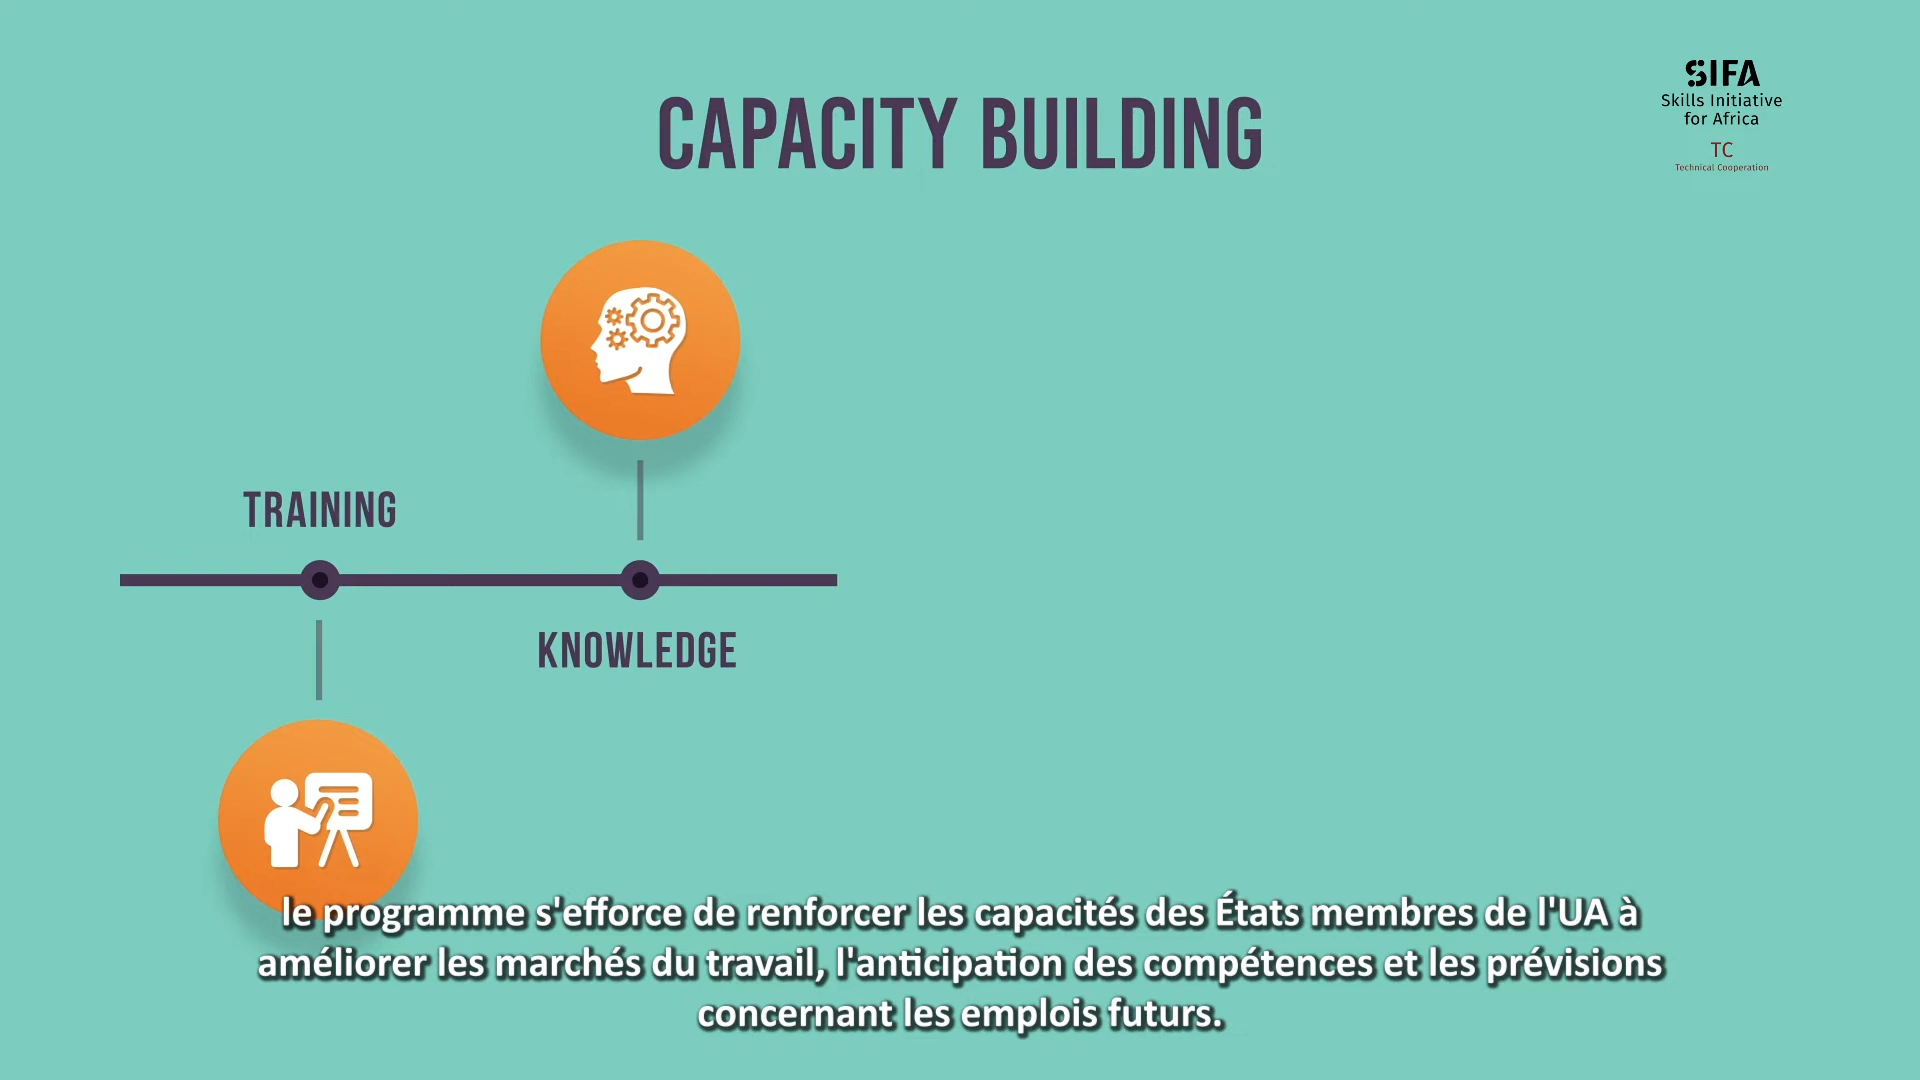 CAPACITY BUILDING
SIFA
Skills Initiative
for Africa
TC
Technical Cooperation
TRAINING
KNOWLEDGE
le programme s'efforce de renforcer les capacités des États membres de l'UA à
améliorer les marchés du travail, l'anticipation des compétences et les prévisions
concernant les emplois futurs.